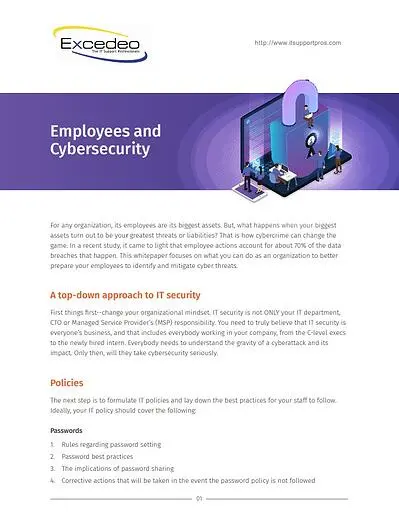 Excedeo
The IT Support Professionals
http://www.itsupportpros.com
Employees and
Cybersecurity
For any organization, its employees are its biggest assets. But, what happens when your biggest
assets turn out to be your greatest threats or liabilities? That is how cybercrime can change the
game. In a recent study, it came to light that employee actions account for about 70% of the data
breaches that happen. This whitepaper focuses on what you can do as an organization to better
prepare your employees to identify and mitigate cyber threats.
A top-down approach to IT security
First things first--change your organizational mindset. IT security is not ONLY your IT department,
CTO or Managed Service Provider's (MSP) responsibility. You need to truly believe that IT security is
everyone's business, and that includes everybody working in your company, from the C-level execs
to the newly hired intern. Everybody needs to understand the gravity of a cyberattack and its
impact. Only then, will they take cybersecurity seriously.
Policies
The next step is to formulate IT policies and lay down the best practices for your staff to follow.
Ideally, your IT policy should cover the following:
Passwords
1. Rules regarding password setting
2. Password best practices
3. The implications of password sharing
4. Corrective actions that will be taken in the event the password policy is not followed
01